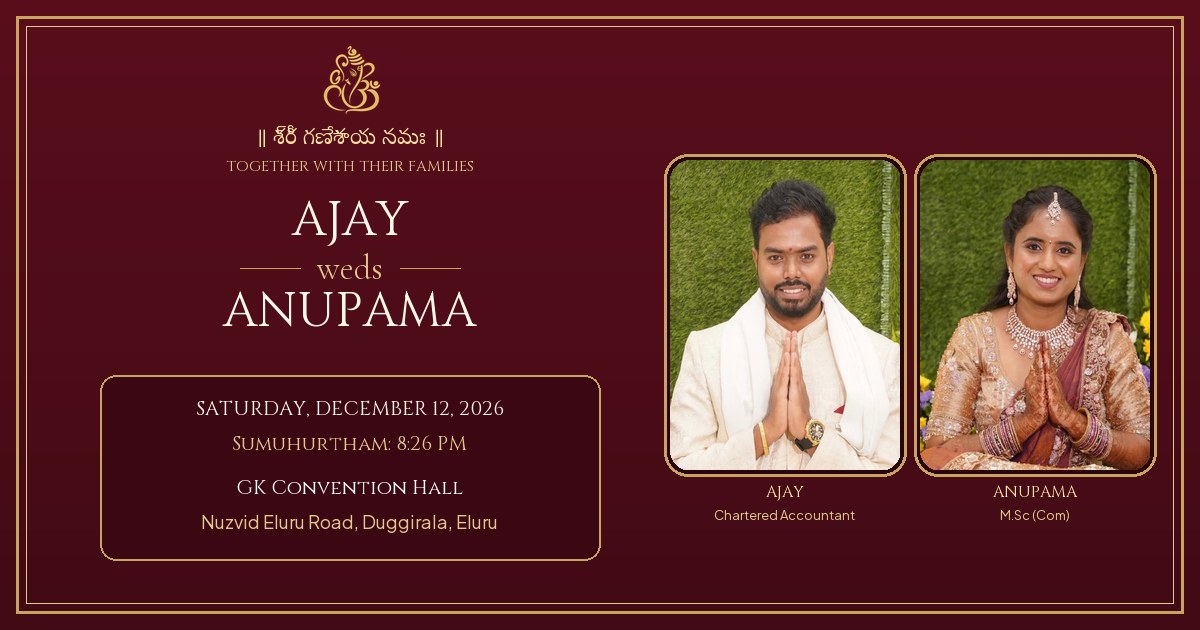 || శ్రీ గణేశాయ నమః ||
TOGETHER WITH THEIR FAMILIES
AJAY
weds
ANUPAMA
SATURDAY, DECEMBER 12, 2026
SUMUHURTHAM: 8:26 PM
GK CONVENTION HALL
Nuzvid Eluru Road, Duggirala, Eluru
AJAY
Chartered Accountant
ANUPAMA
M.Sc (Com)